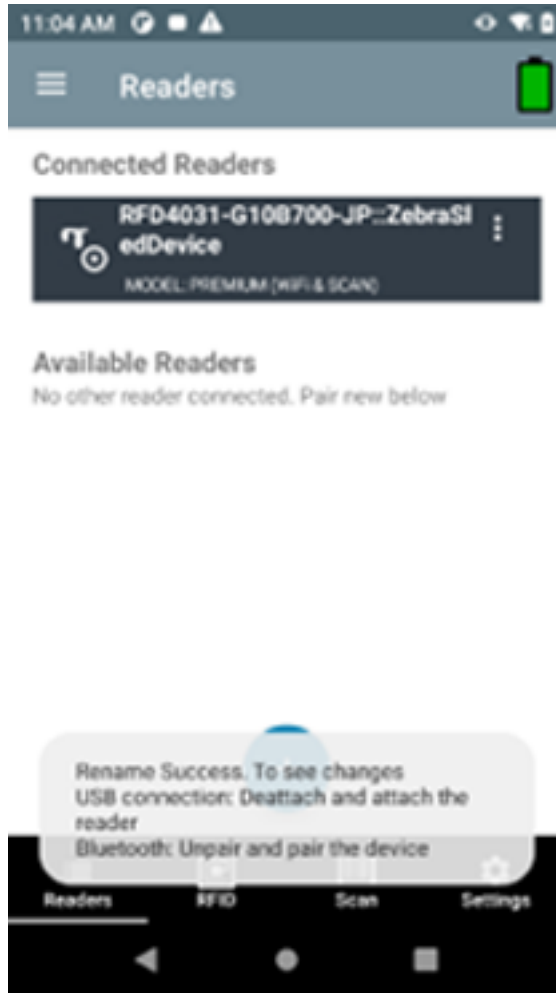 11:04 AM
Readers
Connected Readers
RFD4031-G10B700-JP::ZebraSl
edDevice
MODEL: PREMIUM (WIFI & SCAN)
Available Readers
No other reader connected. Pair new below
Rename Success. To see changes
USB connection: Deattach and attach the
reader
Bluetooth: Unpair and pair the device
Readers
RFID
Scan
Settings